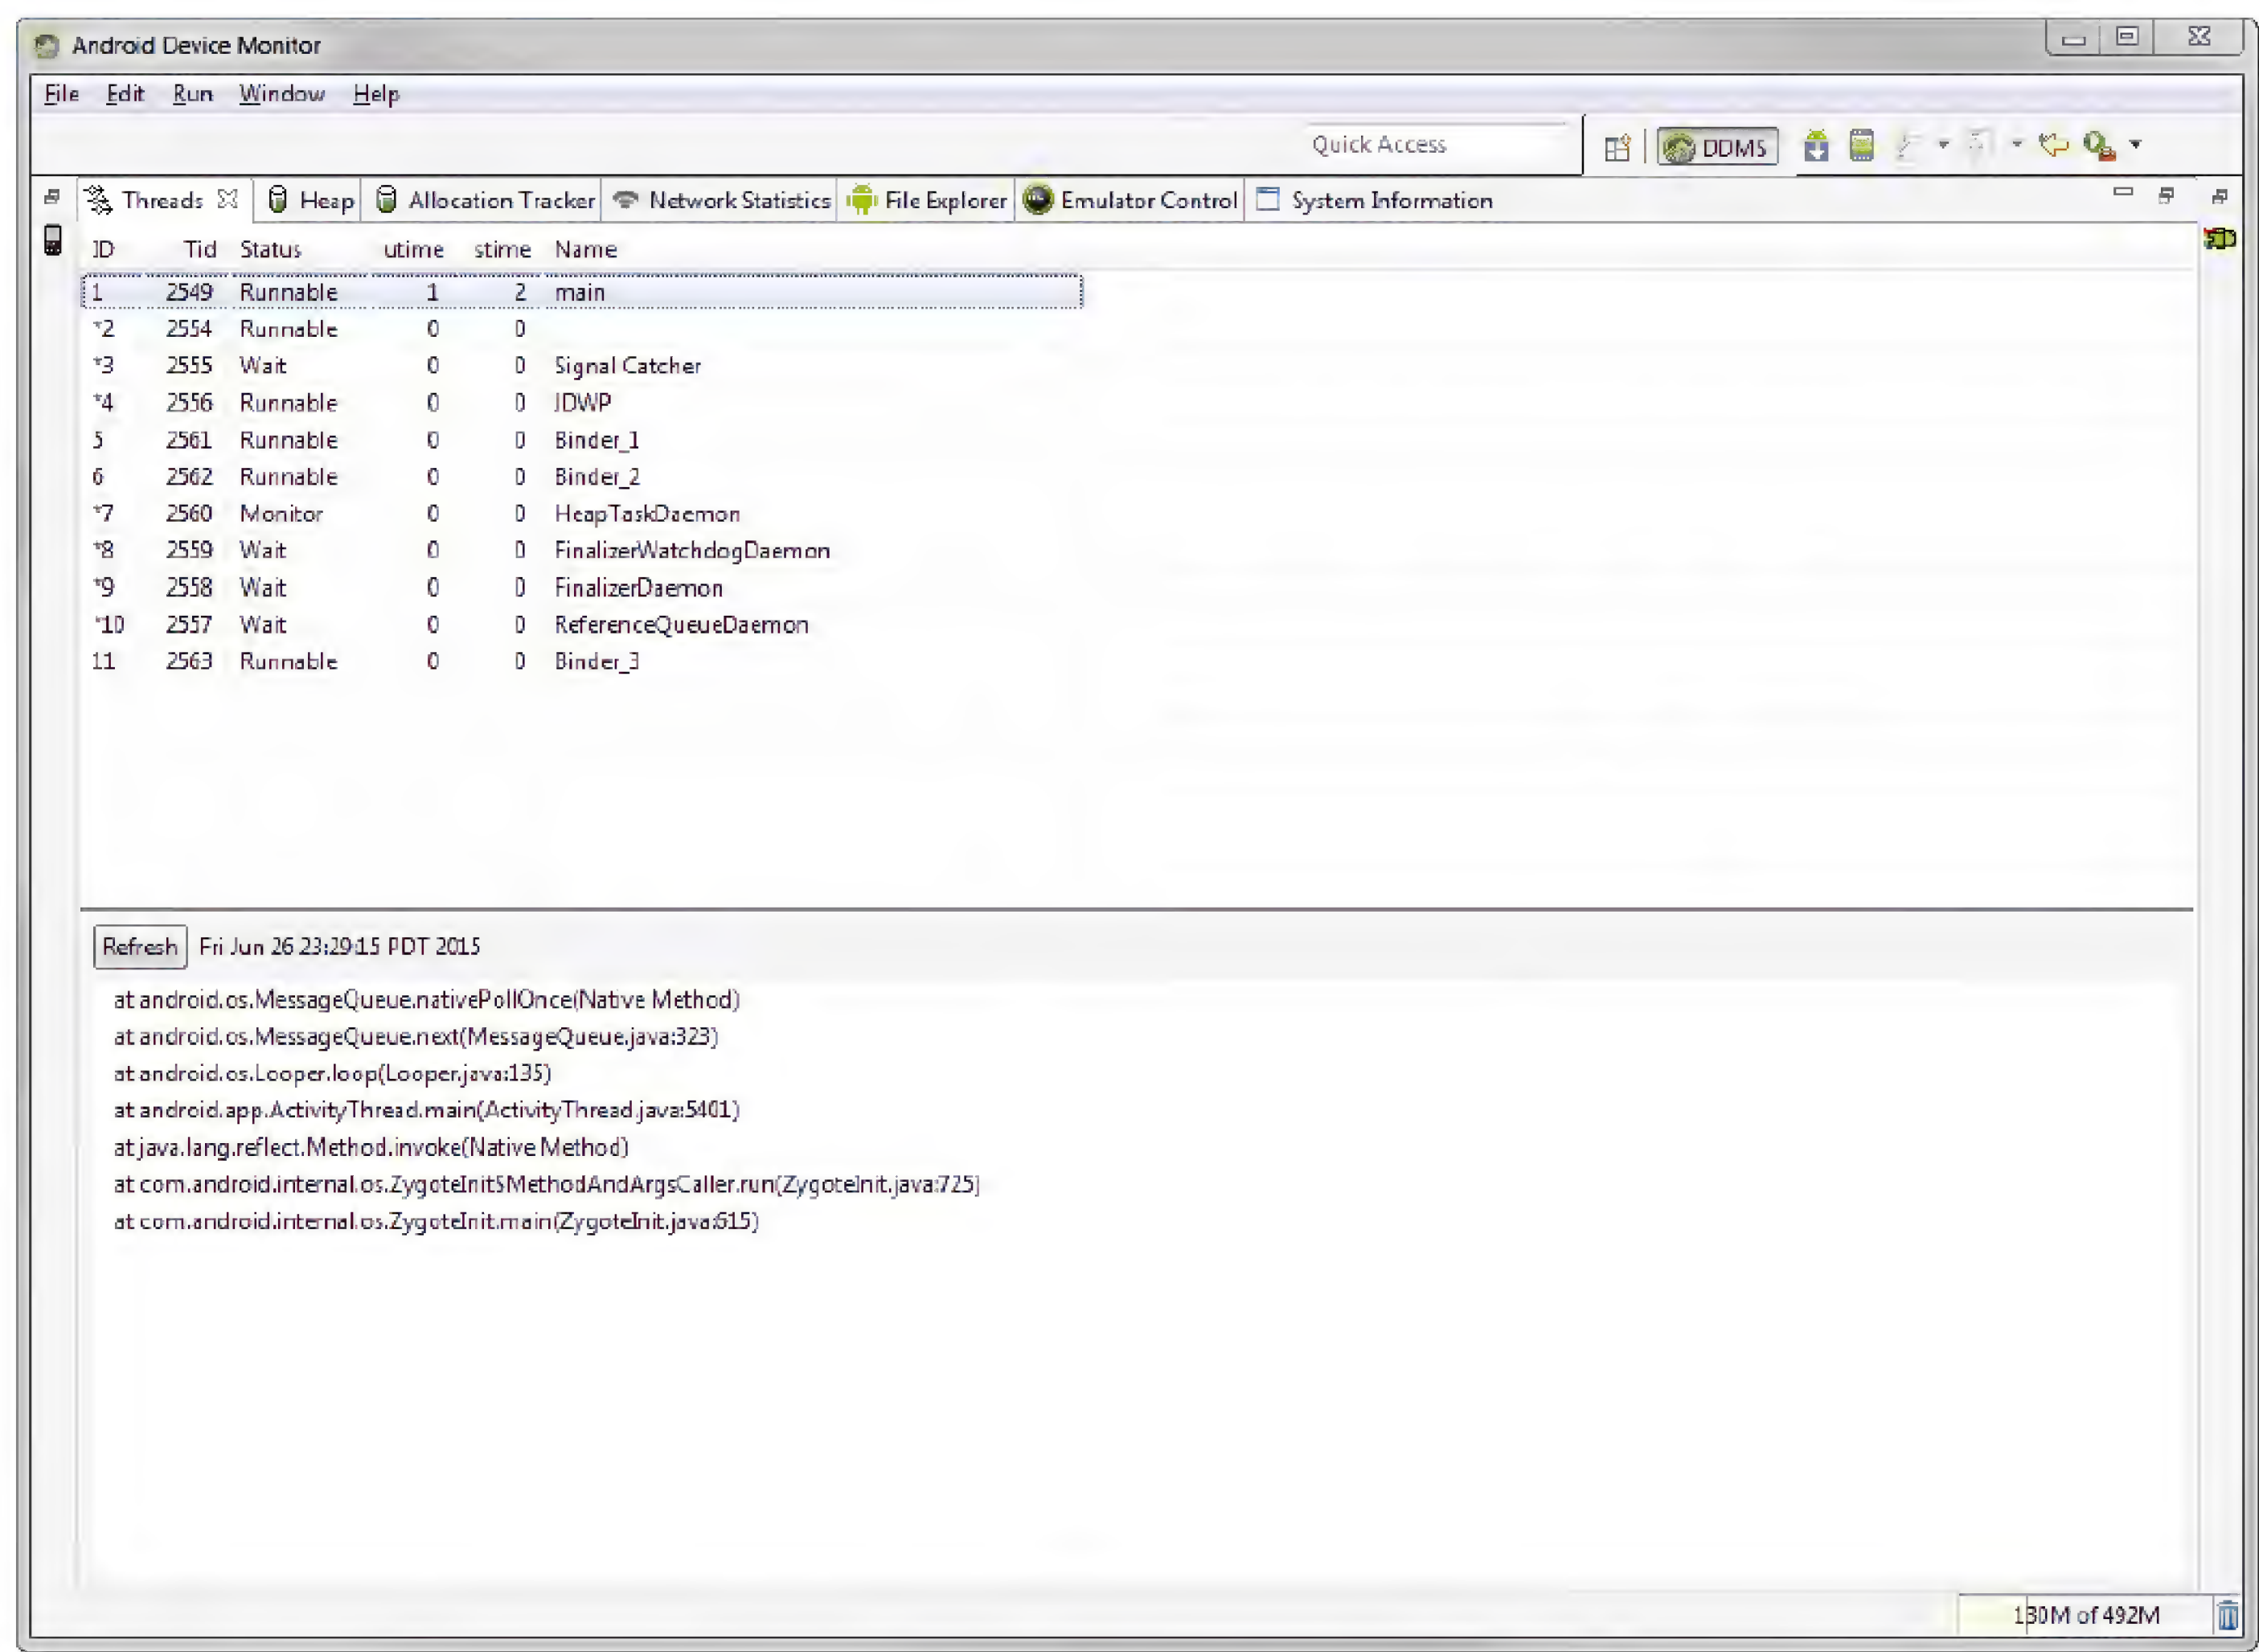 Android Device Monitor
File Edit Run Window Help
Quick Access DDMS
Threads Heap Allocation Tracker Network Statistics File Explorer Emulator Control System Information
ID Tid Status utime stime Name
1 2549 Runnable 1 2 main
*2 2554 Runnable 0 0
*3 2555 Wait 0 0 Signal Catcher
*4 2556 Runnable 0 0 JDWP
5 2561 Runnable 0 0 Binder_1
6 2562 Runnable 0 0 Binder_2
*7 2560 Monitor 0 0 HeapTaskDaemon
*8 2559 Wait 0 0 FinalizerWatchdogDaemon
*9 2558 Wait 0 0 FinalizerDaemon
*10 2557 Wait 0 0 ReferenceQueueDaemon
11 2563 Runnable 0 0 Binder_3
Refresh Fri Jun 26 23:29:15 PDT 2015
at android.os.MessageQueue.nativePollOnce(Native Method)
at android.os.MessageQueue.next(MessageQueue.java:323)
at android.os.Looper.loop(Looper.java:135)
at android.app.ActivityThread.main(ActivityThread.java:5401)
at java.lang.reflect.Method.invoke(Native Method)
at com.android.internal.os.ZygoteInit$MethodAndArgsCaller.run(ZygoteInit.java:725)
at com.android.internal.os.ZygoteInit.main(ZygoteInit.java:615)
130M of 492M